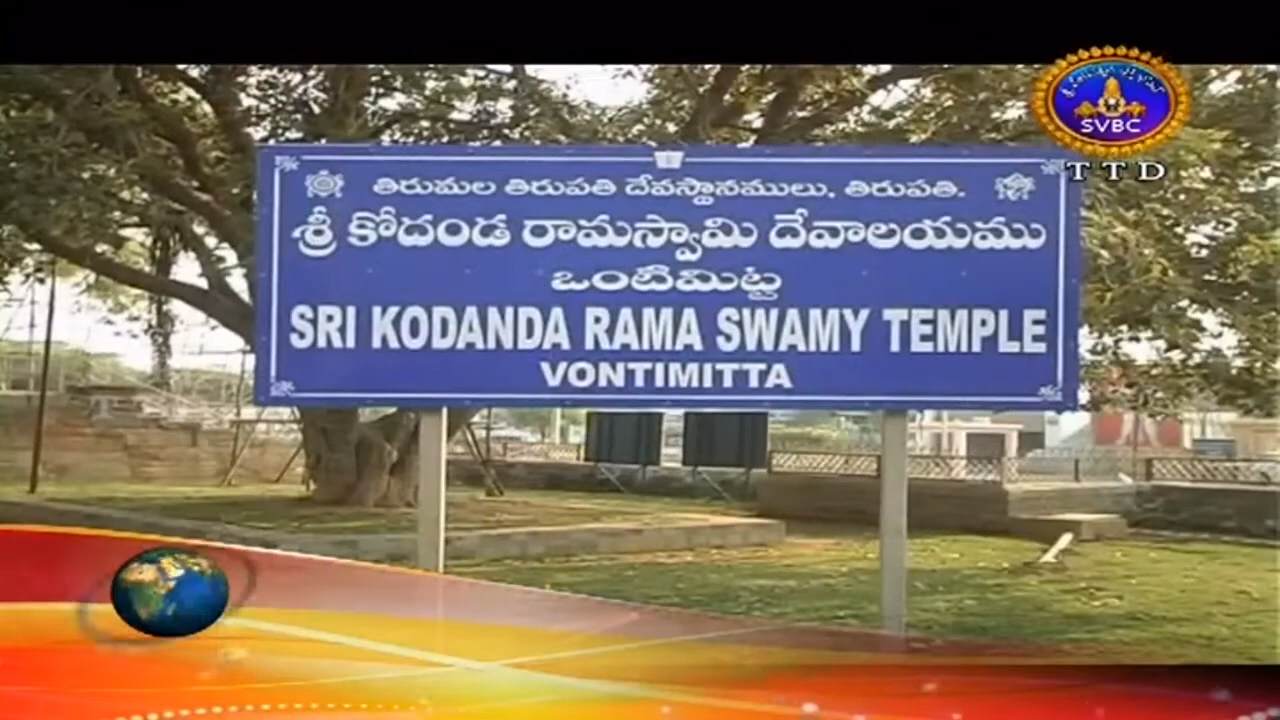 SVBC
TTD
తిరుమల తిరుపతి దేవస్థానములు, తిరుపతి.
శ్రీ కోదండ రామస్వామి దేవాలయము
ఒంటిమిట్ట
SRI KODANDA RAMA SWAMY TEMPLE
VONTIMITTA